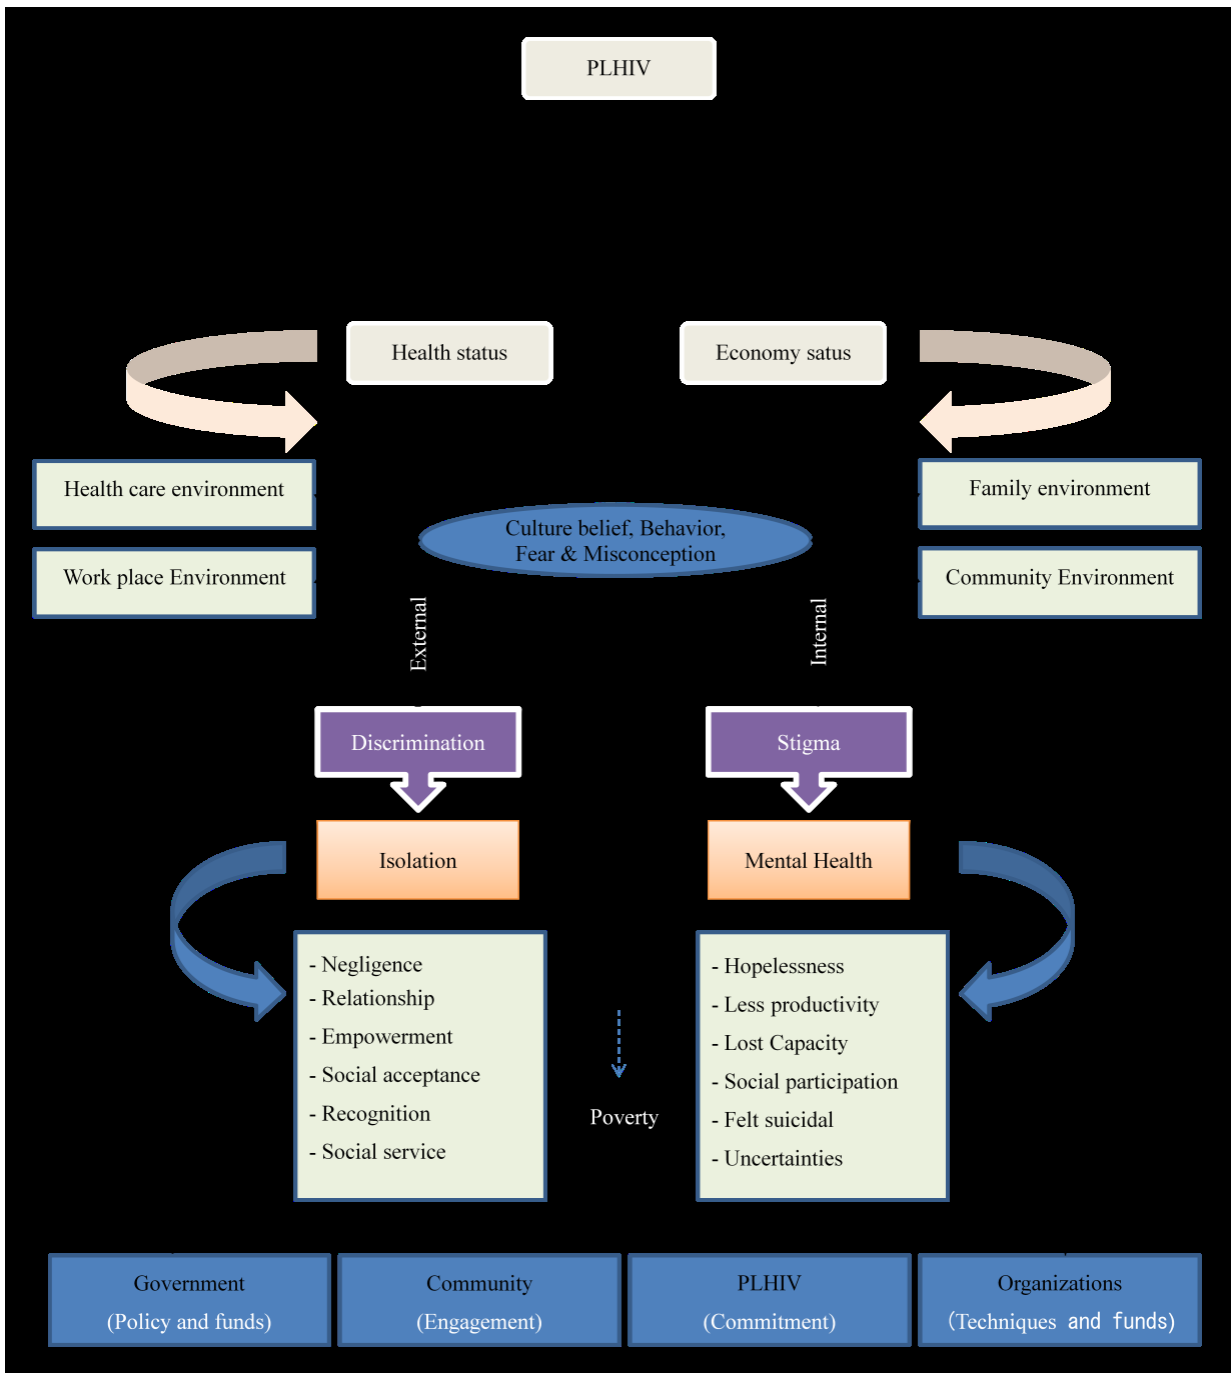 PLHIV
Health status
Economy satus
Health care environment
Family environment
Culture belief, Behavior,
Fear & Misconception
Work place Environment
Community Environment
External
Internal
Discrimination
Stigma
Isolation
Mental Health
- Negligence
- Relationship
- Empowerment
- Social acceptance
- Recognition
- Social service
Poverty
- Hopelessness
- Less productivity
- Lost Capacity
- Social participation
- Felt suicidal
- Uncertainties
Government
(Policy and funds)
Community
(Engagement)
PLHIV
(Commitment)
Organizations
(Techniques and funds)